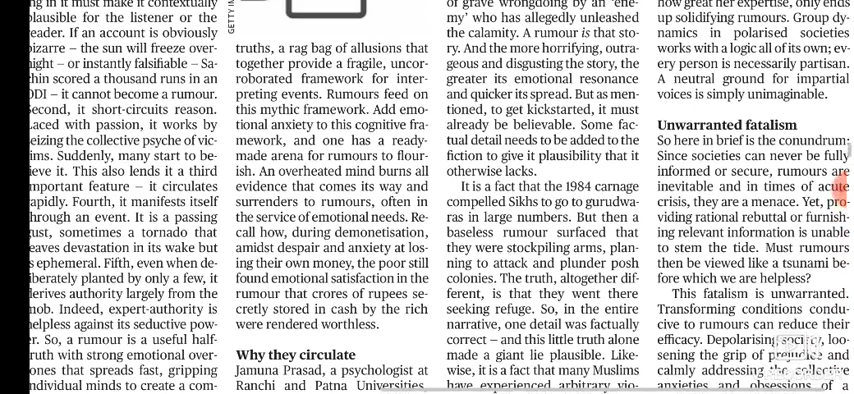 ng in it must make it contextually
plausible for the listener or the
eader. If an account is obviously
bizarre – the sun will freeze over-
night – or instantly falsifiable – Sa-
chin scored a thousand runs in an
ODI – it cannot become a rumour.
Second, it short-circuits reason.
Laced with passion, it works by
eizing the collective psyche of vic-
ims. Suddenly, many start to be-
ieve it. This also lends it a third
mportant feature – it circulates
apidly. Fourth, it manifests itself
through an event. It is a passing
gust, sometimes a tornado that
eaves devastation in its wake but
s ephemeral. Fifth, even when de-
iberately planted by only a few, it
derives authority largely from the
mob. Indeed, expert-authority is
helpless against its seductive pow-
er. So, a rumour is a useful half-
truth with strong emotional over-
ones that spreads fast, gripping
individual minds to create a com-
GETTY IM
truths, a rag bag of allusions that
together provide a fragile, uncor-
roborated framework for inter-
preting events. Rumours feed on
this mythic framework. Add emo-
tional anxiety to this cognitive fra-
mework, and one has a ready-
made arena for rumours to flour-
ish. An overheated mind burns all
evidence that comes its way and
surrenders to rumours, often in
the service of emotional needs. Re-
call how, during demonetisation,
amidst despair and anxiety at los-
ing their own money, the poor still
found emotional satisfaction in the
rumour that crores of rupees se-
cretly stored in cash by the rich
were rendered worthless.
Why they circulate
Jamuna Prasad, a psychologist at
Ranchi and Patna Universities,
of grave wrongdoing by an 'ene-
my' who has allegedly unleashed
the calamity. A rumour is that sto-
ry. And the more horrifying, outra-
geous and disgusting the story, the
greater its emotional resonance
and quicker its spread. But as men-
tioned, to get kickstarted, it must
already be believable. Some fac-
tual detail needs to be added to the
fiction to give it plausibility that it
otherwise lacks.
It is a fact that the 1984 carnage
compelled Sikhs to go to gurudwa-
ras in large numbers. But then a
baseless rumour surfaced that
they were stockpiling arms, plan-
ning to attack and plunder posh
colonies. The truth, altogether dif-
ferent, is that they went there
seeking refuge. So, in the entire
narrative, one detail was factually
correct – and this little truth alone
made a giant lie plausible. Like-
wise, it is a fact that many Muslims
have experienced arbitrary vio-
how great her expertise, only ends
up solidifying rumours. Group dy-
namics in polarised societies
works with a logic all of its own; ev-
ery person is necessarily partisan.
A neutral ground for impartial
voices is simply unimaginable.
Unwarranted fatalism
So here in brief is the conundrum:
Since societies can never be fully
informed or secure, rumours are
inevitable and in times of acute
crisis, they are a menace. Yet, pro-
viding rational rebuttal or furnish-
ing relevant information is unable
to stem the tide. Must rumours
then be viewed like a tsunami be-
fore which we are helpless?
This fatalism is unwarranted.
Transforming conditions condu-
cive to rumours can reduce their
efficacy. Depolarising society, loo-
sening the grip of prejudice and
calmly addressing the collective
anxieties and obsessions of a